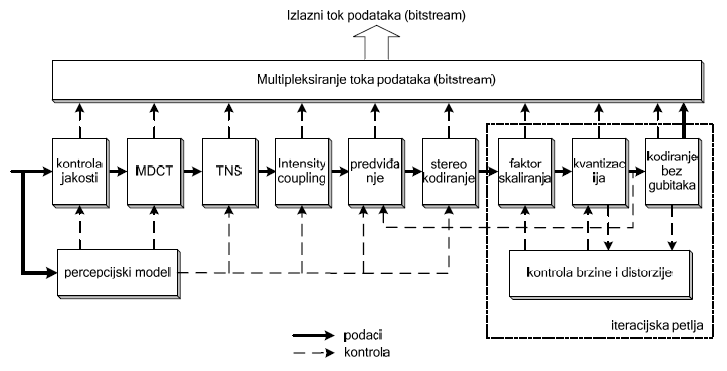 Izlazni tok podataka (bitstream)
Multipleksiranje toka podataka (bitstream)
kontrola
jakosti
MDCT
TNS
Intensity
coupling
predviđa
nje
stereo
kodiranje
faktor
skaliranja
kvantizac
ija
kodiranje
bez
gubitaka
percepcijski model
kontrola brzine i distorzije
iteracijska petlja
podaci
kontrola